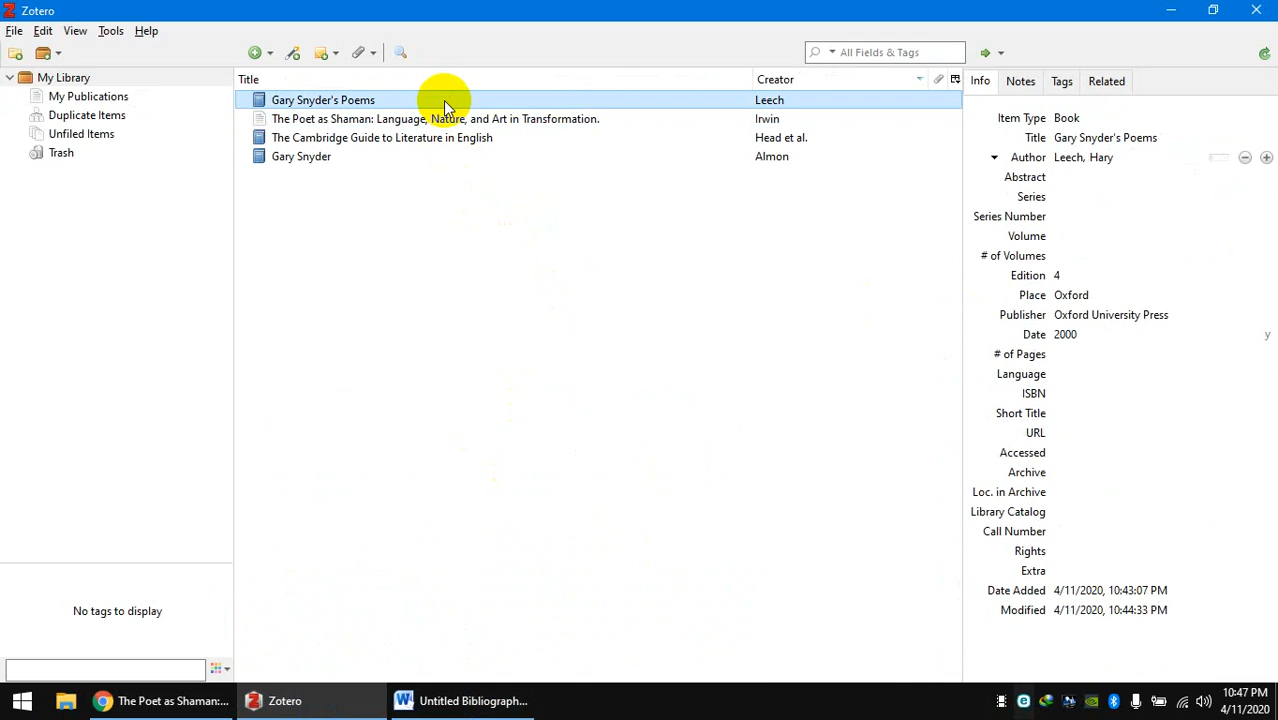 Zotero
File Edit View Tools Help
All Fields & Tags
My Library
My Publications
Duplicate Items
Unfiled Items
Trash
No tags to display
Title Creator
Gary Snyder's Poems Leech
The Poet as Shaman: Language, Nature, and Art in Transformation. Irwin
The Cambridge Guide to Literature in English Head et al.
Gary Snyder Almon
Info Notes Tags Related
Item Type Book
Title Gary Snyder's Poems
Author Leech, Hary
Abstract
Series
Series Number
Volume
# of Volumes
Edition 4
Place Oxford
Publisher Oxford University Press
Date 2000 y
# of Pages
Language
ISBN
Short Title
URL
Accessed
Archive
Loc. in Archive
Library Catalog
Call Number
Rights
Extra
Date Added 4/11/2020, 10:43:07 PM
Modified 4/11/2020, 10:44:33 PM
The Poet as Shaman:... Zotero Untitled Bibliograph...
10:47 PM
4/11/2020